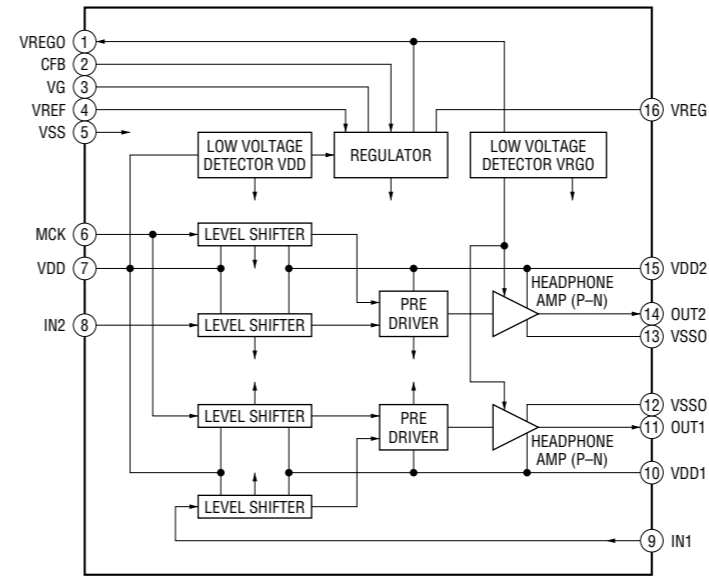 VREGO 1
CFB 2
VG 3
VREF 4
VSS 5
16 VREG
LOW VOLTAGE
DETECTOR VDD
REGULATOR
LOW VOLTAGE
DETECTOR VRGO
MCK 6
LEVEL SHIFTER
VDD 7
15 VDD2
HEADPHONE
AMP (P–N)
PRE
DRIVER
14 OUT2
IN2 8
LEVEL SHIFTER
13 VSSO
12 VSSO
LEVEL SHIFTER
PRE
DRIVER
11 OUT1
HEADPHONE
AMP (P–N)
10 VDD1
LEVEL SHIFTER
9 IN1